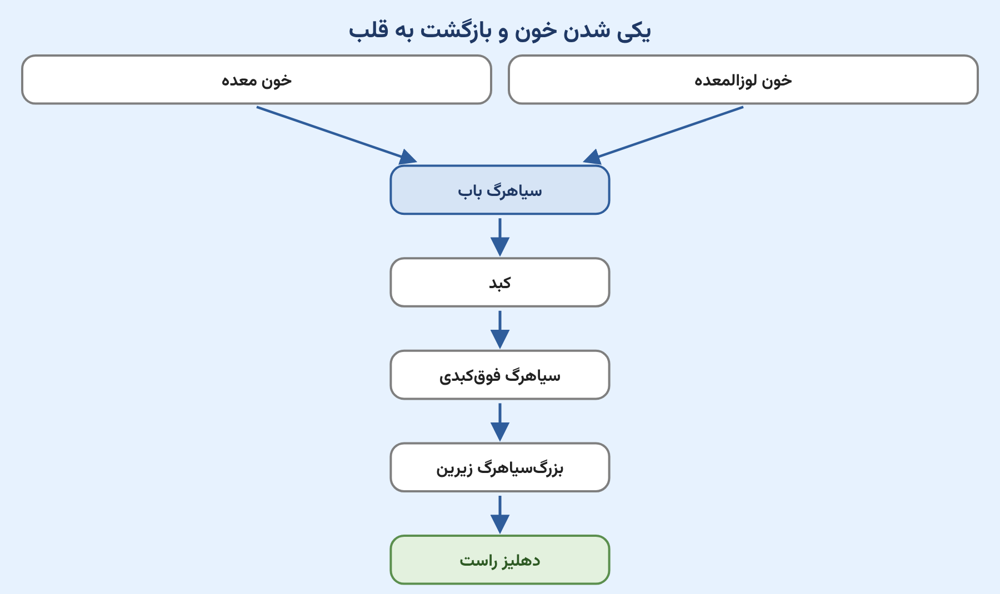 یکی شدن خون و بازگشت به قلب
خون لوزالمعده
خون معده
سیاهرگ باب
کبد
سیاهرگ فوق‌کبدی
بزرگ‌سیاهرگ زیرین
دهلیز راست